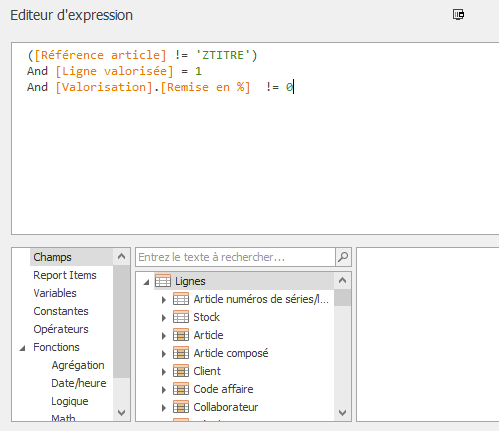 Editeur d'expression
([Référence article] != 'ZTITRE')
And [Ligne valorisée] = 1
And [Valorisation].[Remise en %]  != 0
Champs
Report Items
Variables
Constantes
Opérateurs
Fonctions
Agrégation
Date/heure
Logique
Math
Entrez le texte à rechercher...
Lignes
Article numéros de séries/l...
Stock
Article
Article composé
Client
Code affaire
Collaborateur